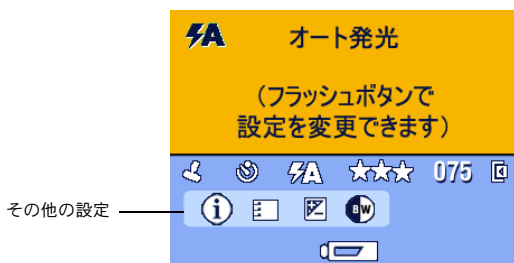 ⚡A オート発光
(フラッシュボタンで
設定を変更できます)
⚡A 075
その他の設定
i BW